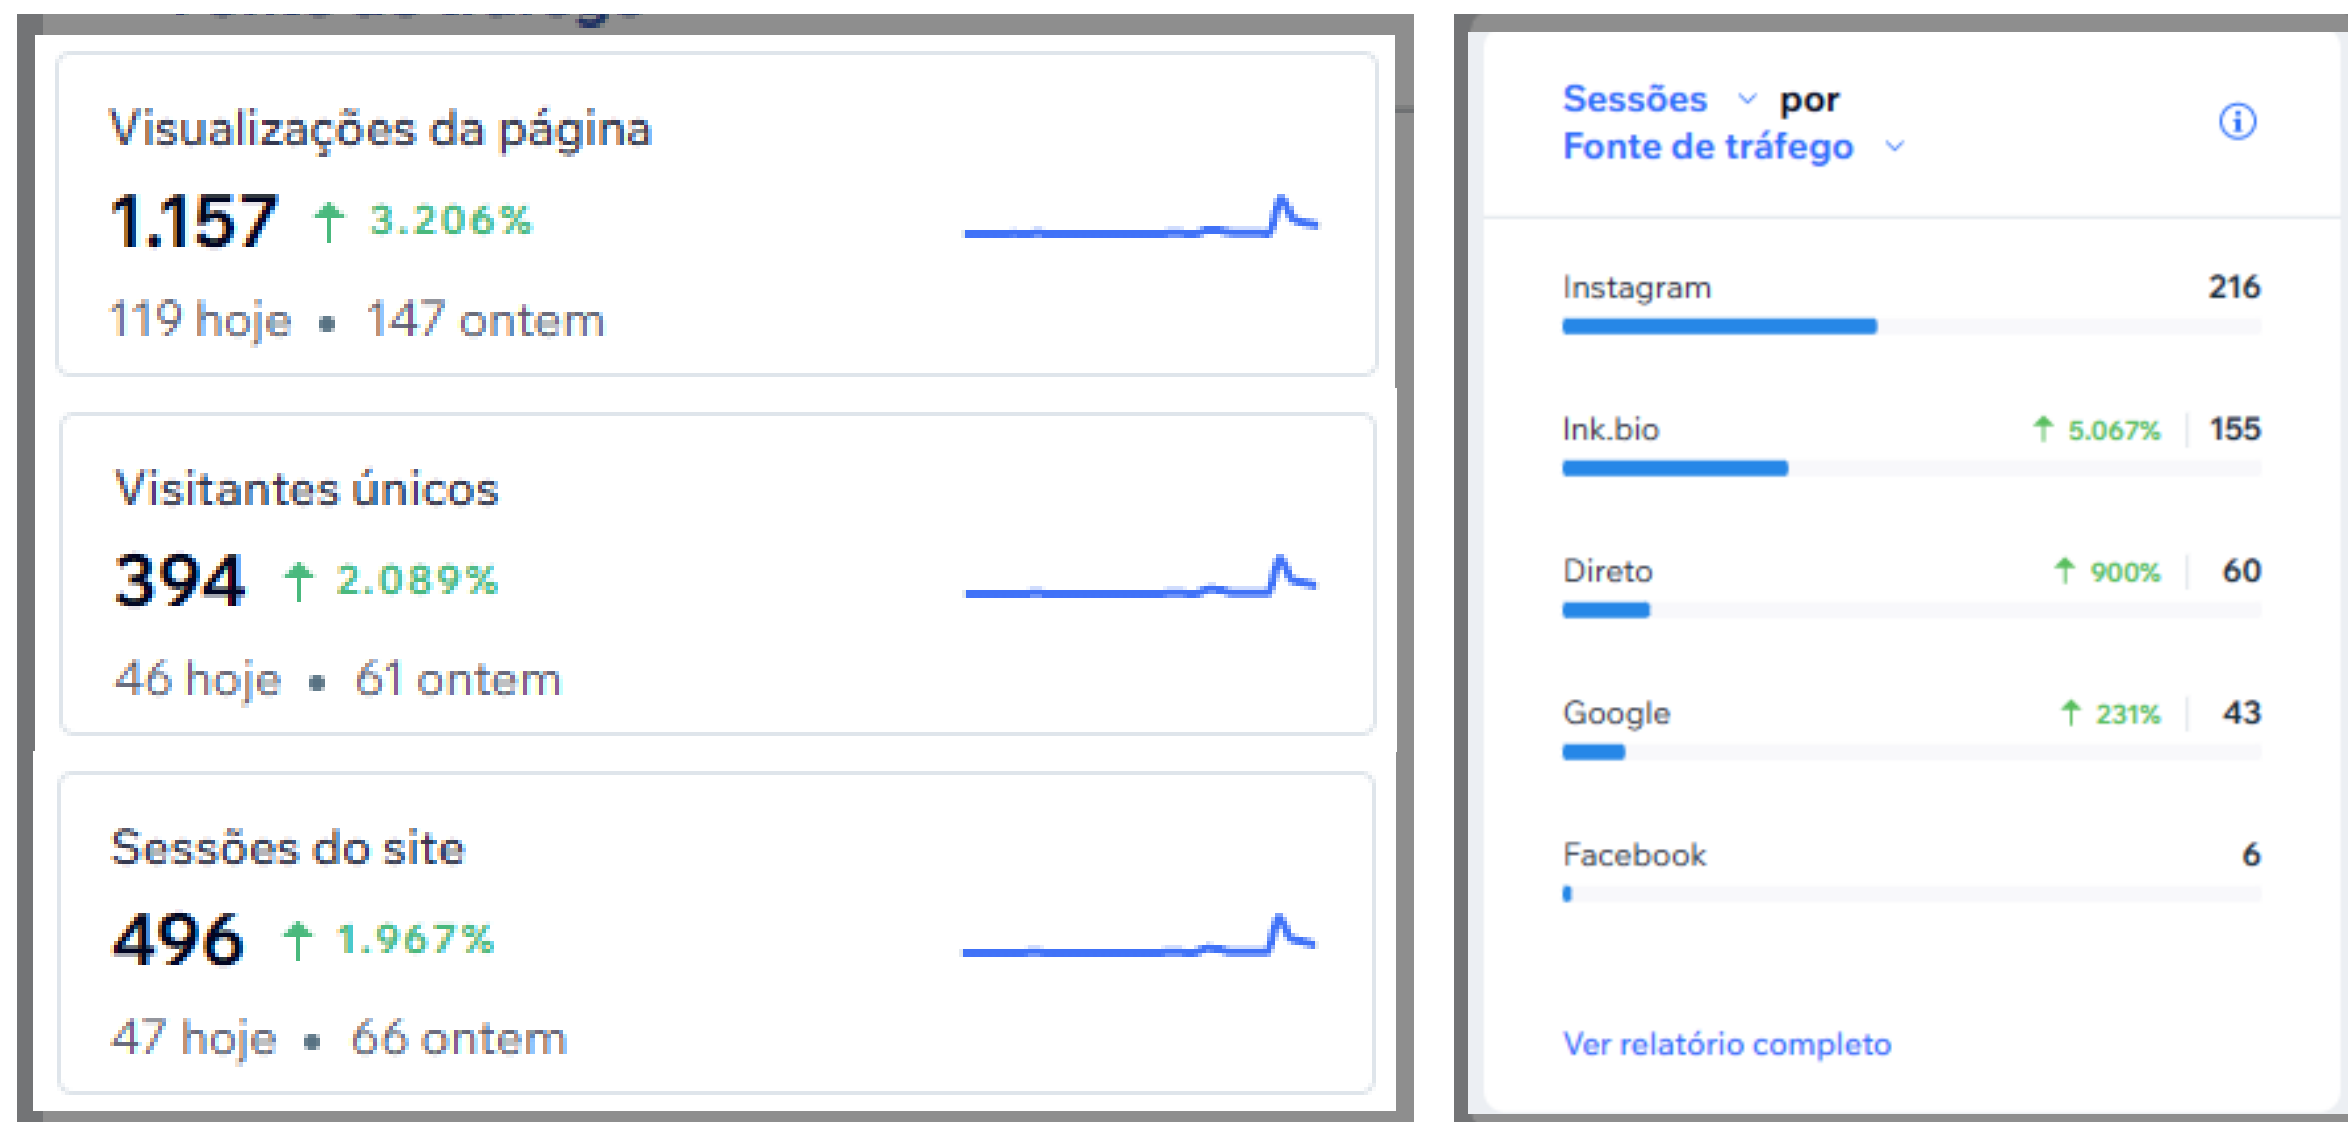 Visualizações da página
1.157 ↑ 3.206%
119 hoje • 147 ontem
Visitantes únicos
394 ↑ 2.089%
46 hoje • 61 ontem
Sessões do site
496 ↑ 1.967%
47 hoje • 66 ontem
Sessões por
Fonte de tráfego
Instagram 216
lnk.bio ↑ 5.067% 155
Direto ↑ 900% 60
Google ↑ 231% 43
Facebook 6
Ver relatório completo